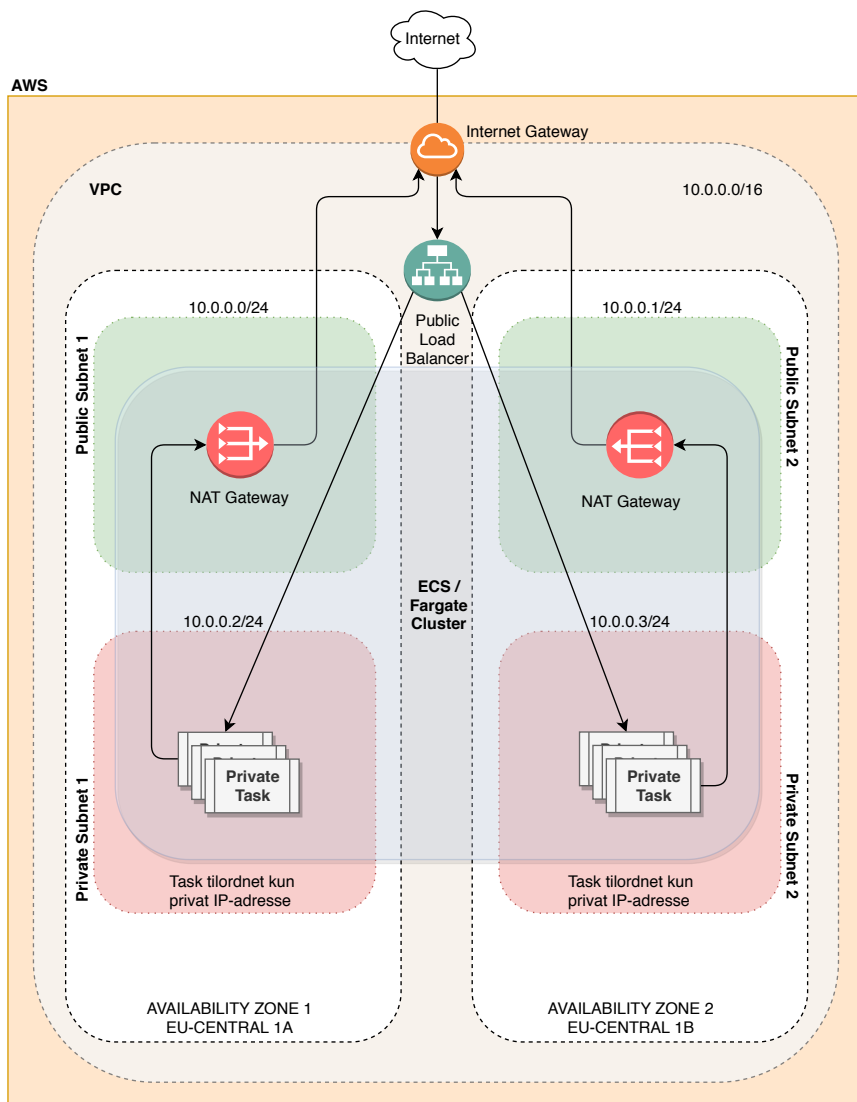 Internet
AWS
Internet Gateway
VPC
10.0.0.0/16
10.0.0.0/24
10.0.0.1/24
Public
Load
Balancer
Public Subnet 1
Public Subnet 2
NAT Gateway
NAT Gateway
ECS /
Fargate
Cluster
10.0.0.2/24
10.0.0.3/24
Private Subnet 1
Private
Task
Private
Task
Private Subnet 2
Task tilordnet kun
privat IP-adresse
Task tilordnet kun
privat IP-adresse
AVAILABILITY ZONE 1
EU-CENTRAL 1A
AVAILABILITY ZONE 2
EU-CENTRAL 1B